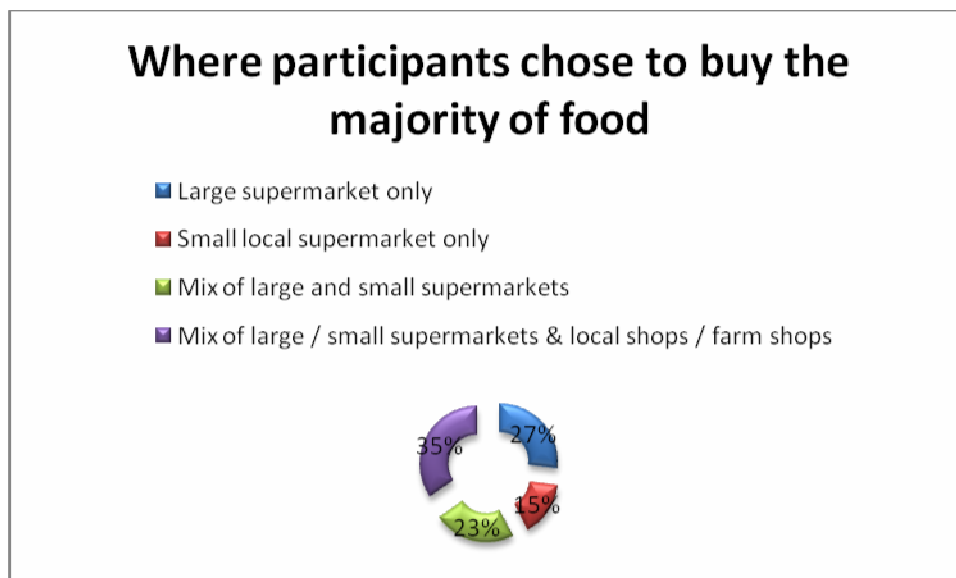 Where participants chose to buy the
majority of food
Large supermarket only
Small local supermarket only
Mix of large and small supermarkets
Mix of large / small supermarkets & local shops / farm shops
35%
27%
15%
23%